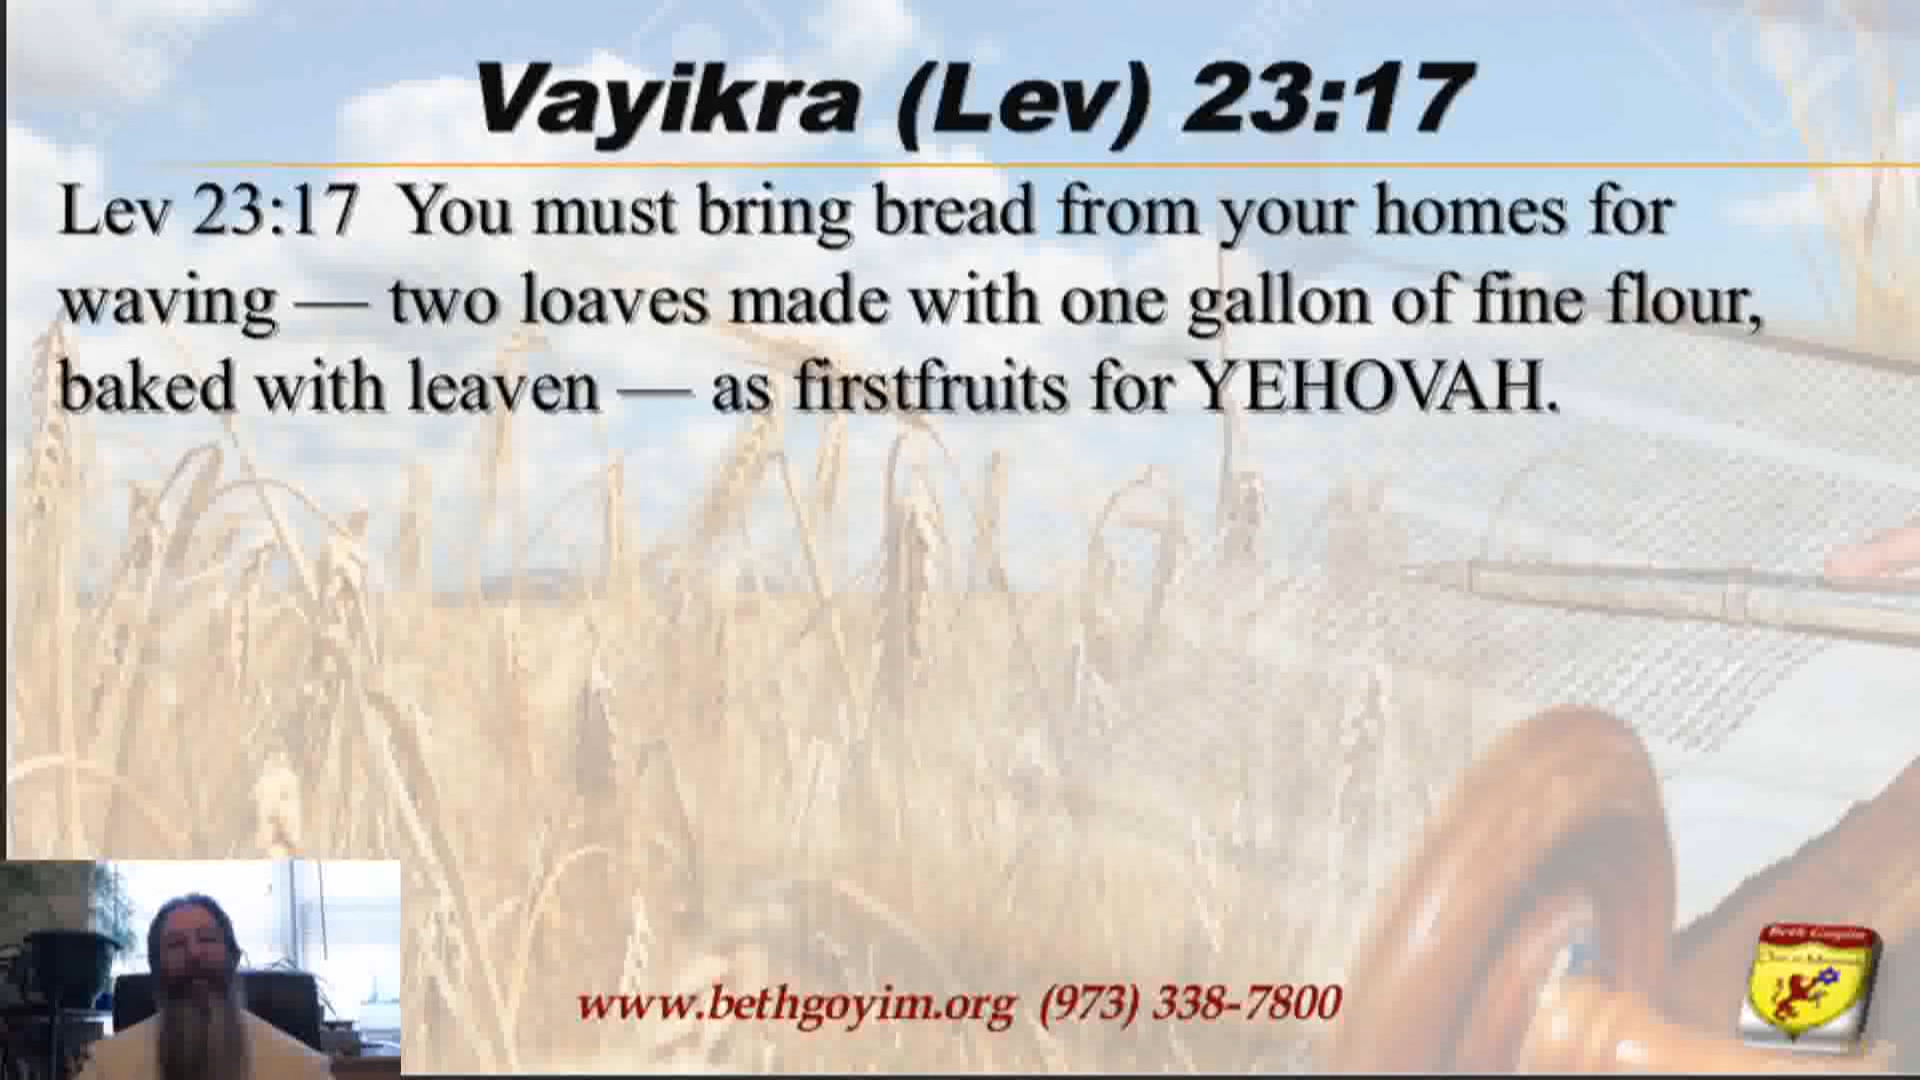 Vayikra (Lev) 23:17
Lev 23:17 You must bring bread from your homes for
waving — two loaves made with one gallon of fine flour,
baked with leaven — as firstfruits for YEHOVAH.
www.bethgoyim.org (973) 338-7800
Beth Goyim